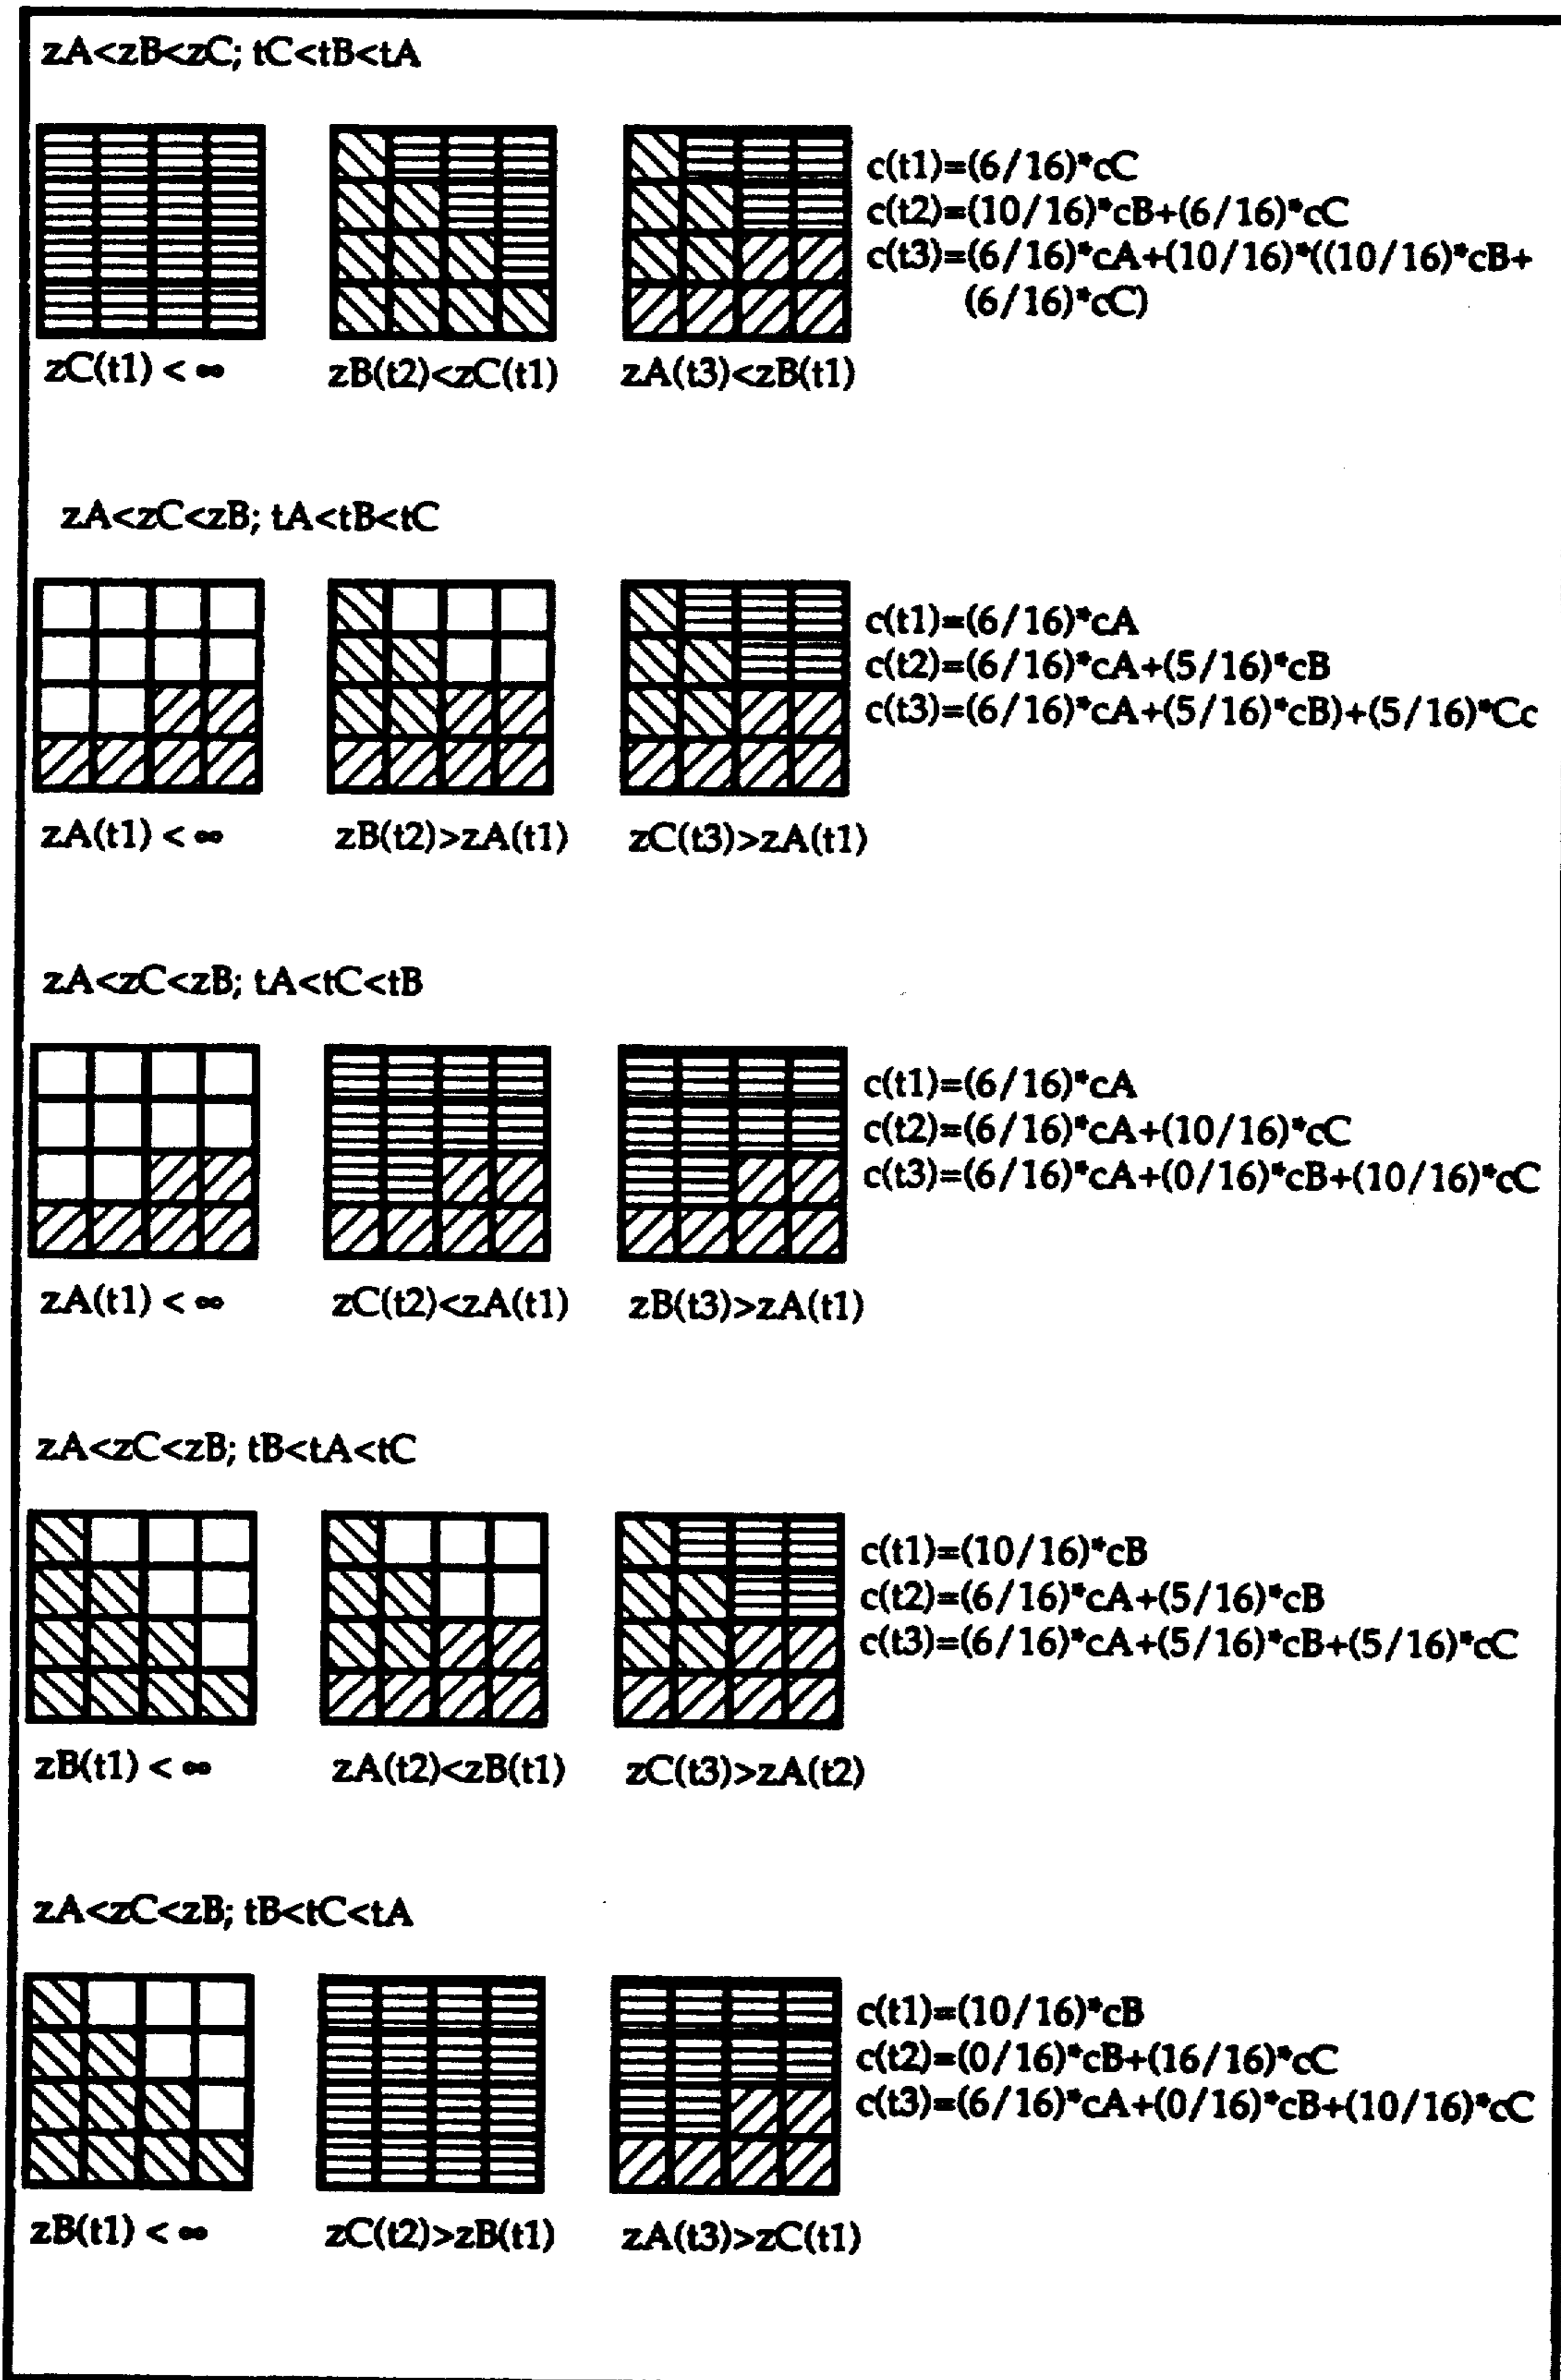 zA<zB<zC; tC<tB<tA
c(t1)=(6/16)*cC
c(t2)=(10/16)*cB+(6/16)*cC
c(t3)=(6/16)*cA+(10/16)*((10/16)*cB+
(6/16)*cC)
zC(t1) < ∞
zB(t2)<zC(t1)
zA(t3)<zB(t1)
zA<zC<zB; tA<tB<tC
c(t1)=(6/16)*cA
c(t2)=(6/16)*cA+(5/16)*cB
c(t3)=(6/16)*cA+(5/16)*cB)+(5/16)*Cc
zA(t1) < ∞
zB(t2)>zA(t1)
zC(t3)>zA(t1)
zA<zC<zB; tA<tC<tB
c(t1)=(6/16)*cA
c(t2)=(6/16)*cA+(10/16)*cC
c(t3)=(6/16)*cA+(0/16)*cB+(10/16)*cC
zA(t1) < ∞
zC(t2)<zA(t1)
zB(t3)>zA(t1)
zA<zC<zB; tB<tA<tC
c(t1)=(10/16)*cB
c(t2)=(6/16)*cA+(5/16)*cB
c(t3)=(6/16)*cA+(5/16)*cB+(5/16)*cC
zB(t1) < ∞
zA(t2)<zB(t1)
zC(t3)>zA(t2)
zA<zC<zB; tB<tC<tA
c(t1)=(10/16)*cB
c(t2)=(0/16)*cB+(16/16)*cC
c(t3)=(6/16)*cA+(0/16)*cB+(10/16)*cC
zB(t1) < ∞
zC(t2)>zB(t1)
zA(t3)>zC(t1)